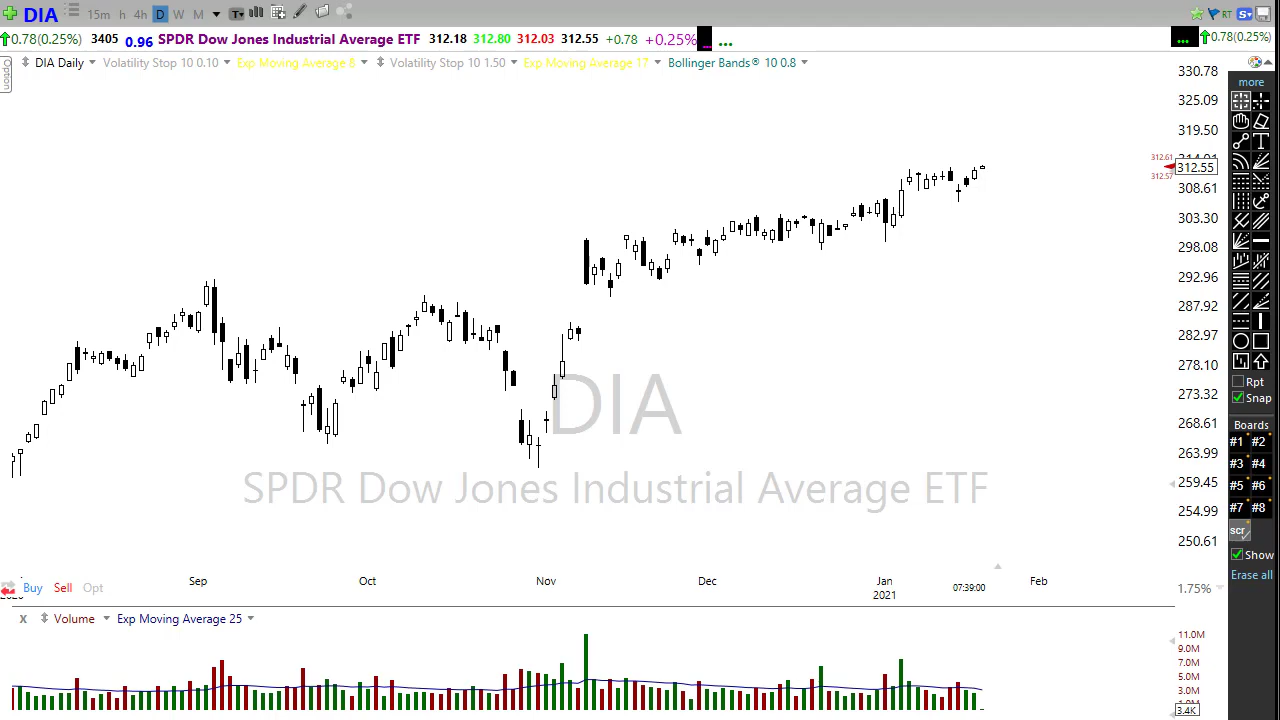 DIA 15m h 4h D W M T RT S
0.78(0.25%) 3405 0.96 SPDR Dow Jones Industrial Average ETF 312.18 312.80 312.03 312.55 +0.78 +0.25% ... ... 0.78(0.25%)
Option
DIA Daily Volatility Stop 10 0.10 Exp Moving Average 8 Volatility Stop 10 1.50 Exp Moving Average 17 Bollinger Bands® 10 0.8
330.78
325.09
319.50
312.61
312.55
312.57
308.61
303.30
298.08
292.96
287.92
282.97
278.10
273.32
268.61
263.99
259.45
254.99
250.61
DIA
SPDR Dow Jones Industrial Average ETF
more
T
Rpt
Snap
Boards
#1 #2
#3 #4
#5 #6
#7 #8
scr
Show
Erase all
Sep Oct Nov Dec Jan Feb
2021
07:39:00
Buy Sell Opt
1.75%
X Volume Exp Moving Average 25
11.0M
9.0M
7.0M
5.0M
3.0M
3.4K